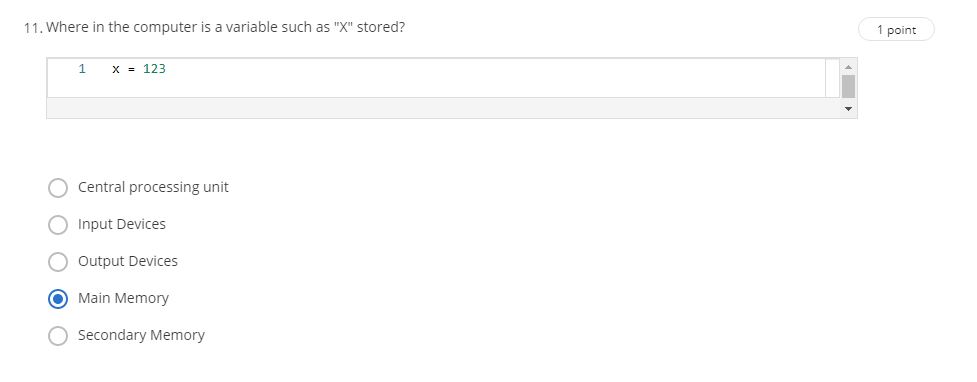 11. Where in the computer is a variable such as "X" stored?
1 point
1 x = 123
Central processing unit
Input Devices
Output Devices
Main Memory
Secondary Memory